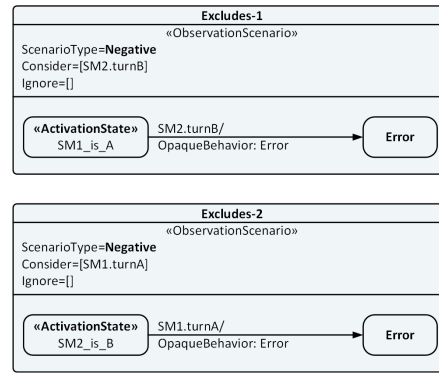 Excludes-1
«ObservationScenario»
ScenarioType=Negative
Consider=[SM2.turnB]
Ignore=[]
«ActivationState»
SM1_is_A
SM2.turnB/
OpaqueBehavior: Error
Error
Excludes-2
«ObservationScenario»
ScenarioType=Negative
Consider=[SM1.turnA]
Ignore=[]
«ActivationState»
SM2_is_B
SM1.turnA/
OpaqueBehavior: Error
Error